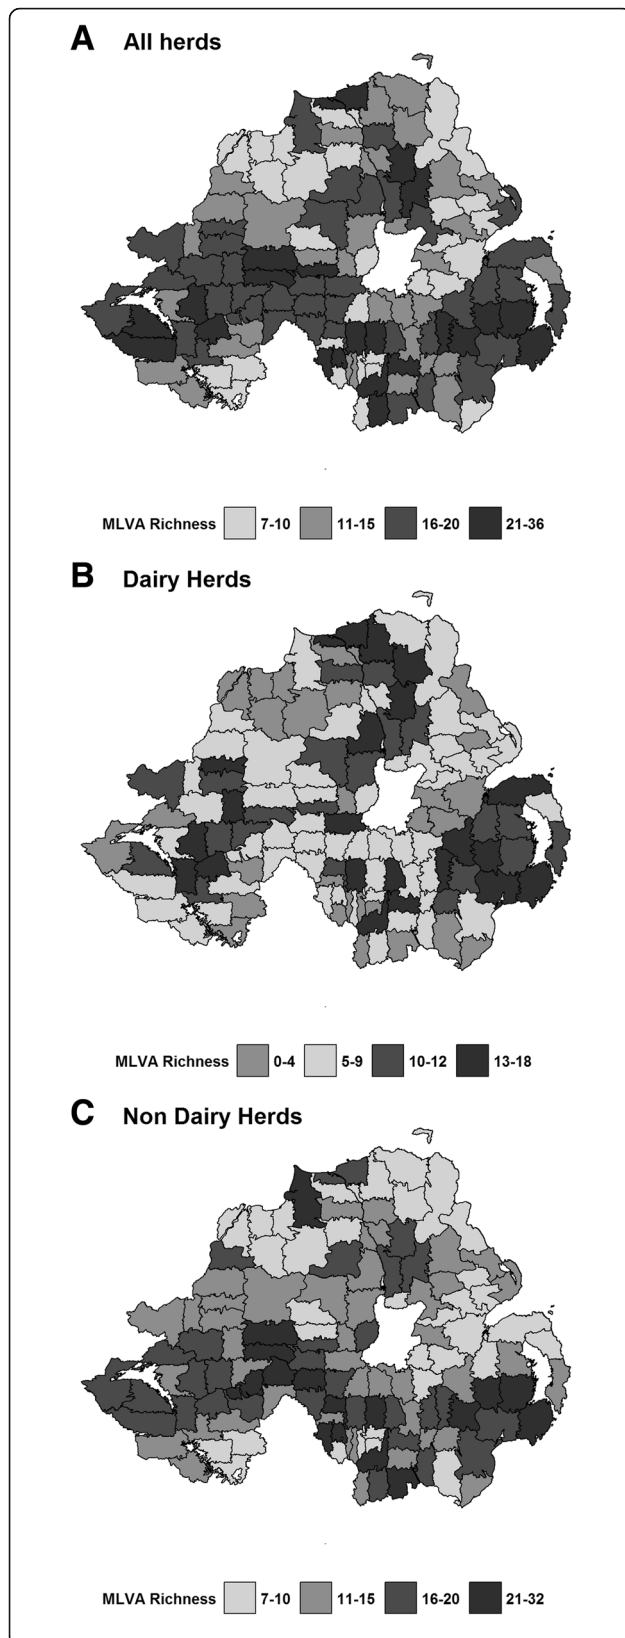 A All herds
MLVA Richness 7-10 11-15 16-20 21-36
B Dairy Herds
MLVA Richness 0-4 5-9 10-12 13-18
C Non Dairy Herds
MLVA Richness 7-10 11-15 16-20 21-32